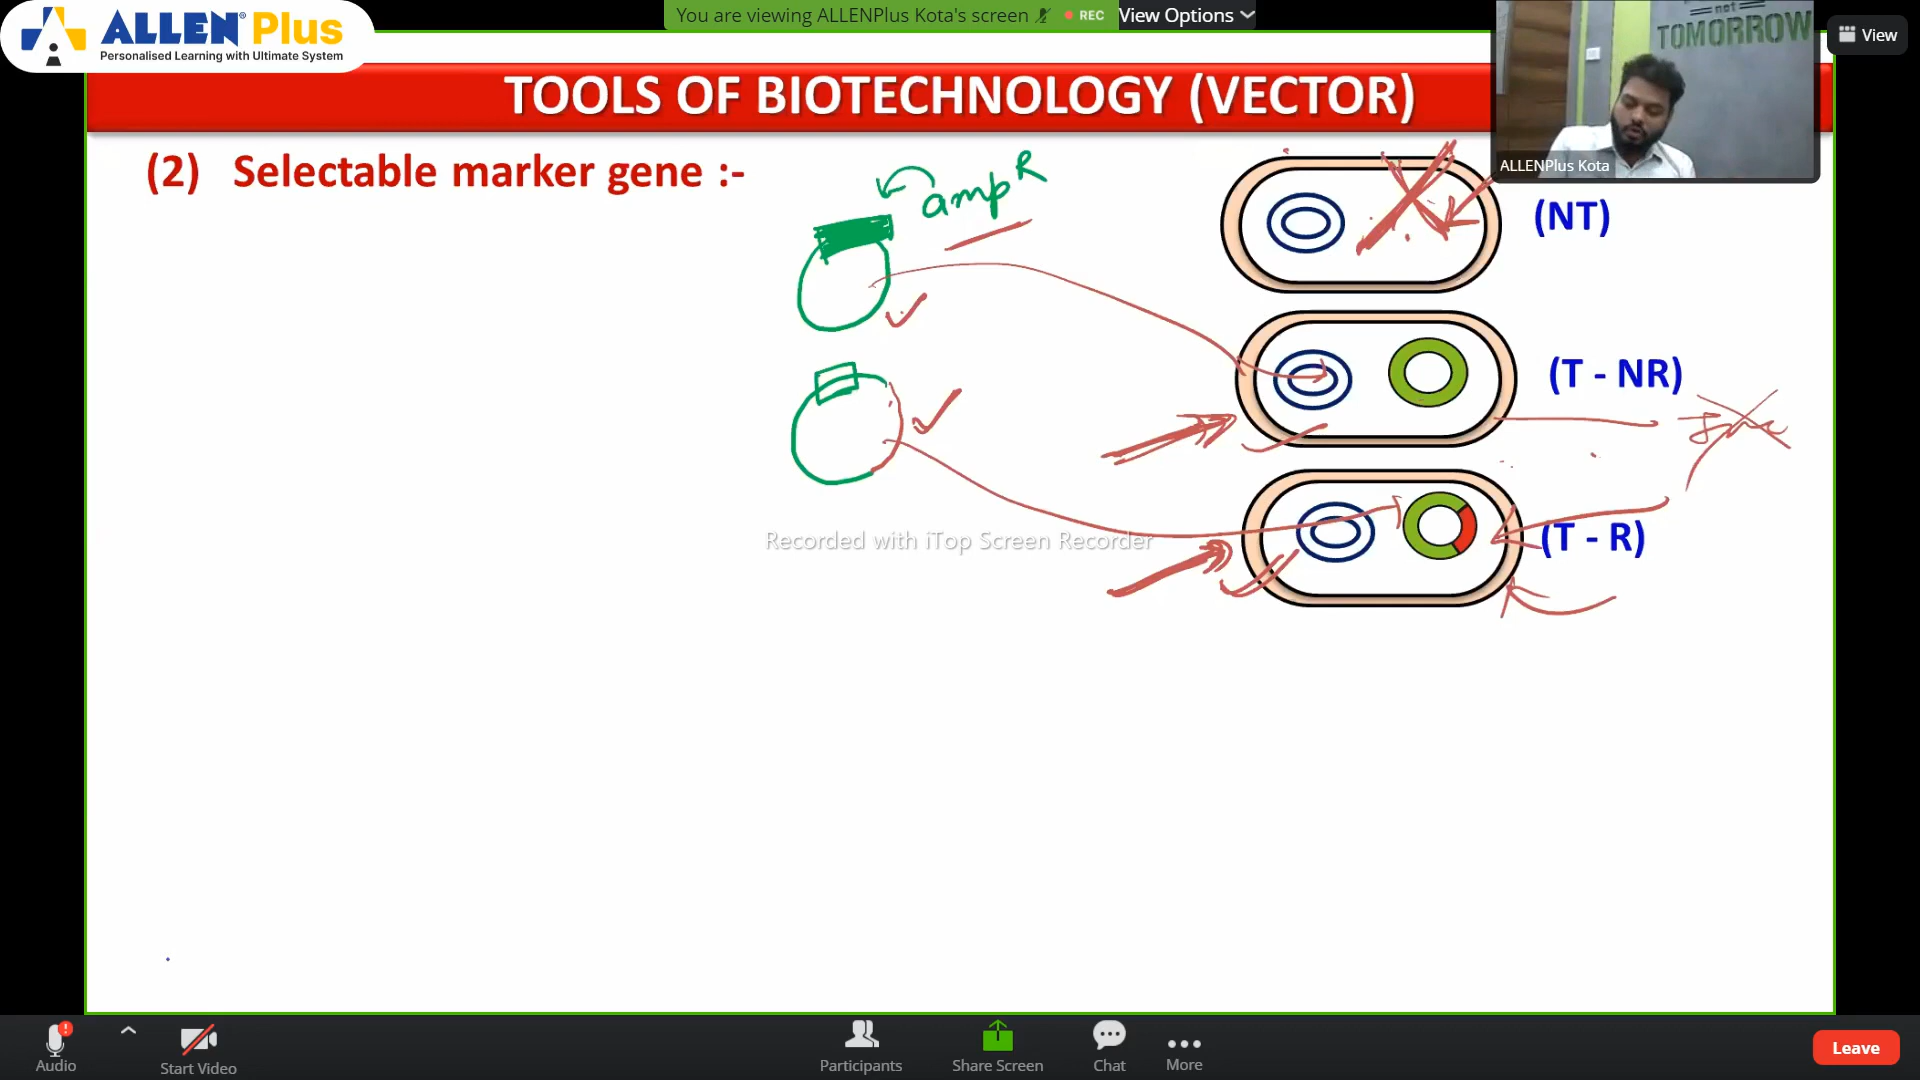 You are viewing ALLENPlus Kota's screen
REC
View Options
ALLEN Plus
Personalised Learning with Ultimate System
not
TOMORROW
View
TOOLS OF BIOTECHNOLOGY (VECTOR)
ALLENPlus Kota
(2) Selectable marker gene :-
amp R
(NT)
(T - NR)
(T - R)
Recorded with iTop Screen Recorder
Audio
Start Video
Participants
Share Screen
Chat
More
Leave